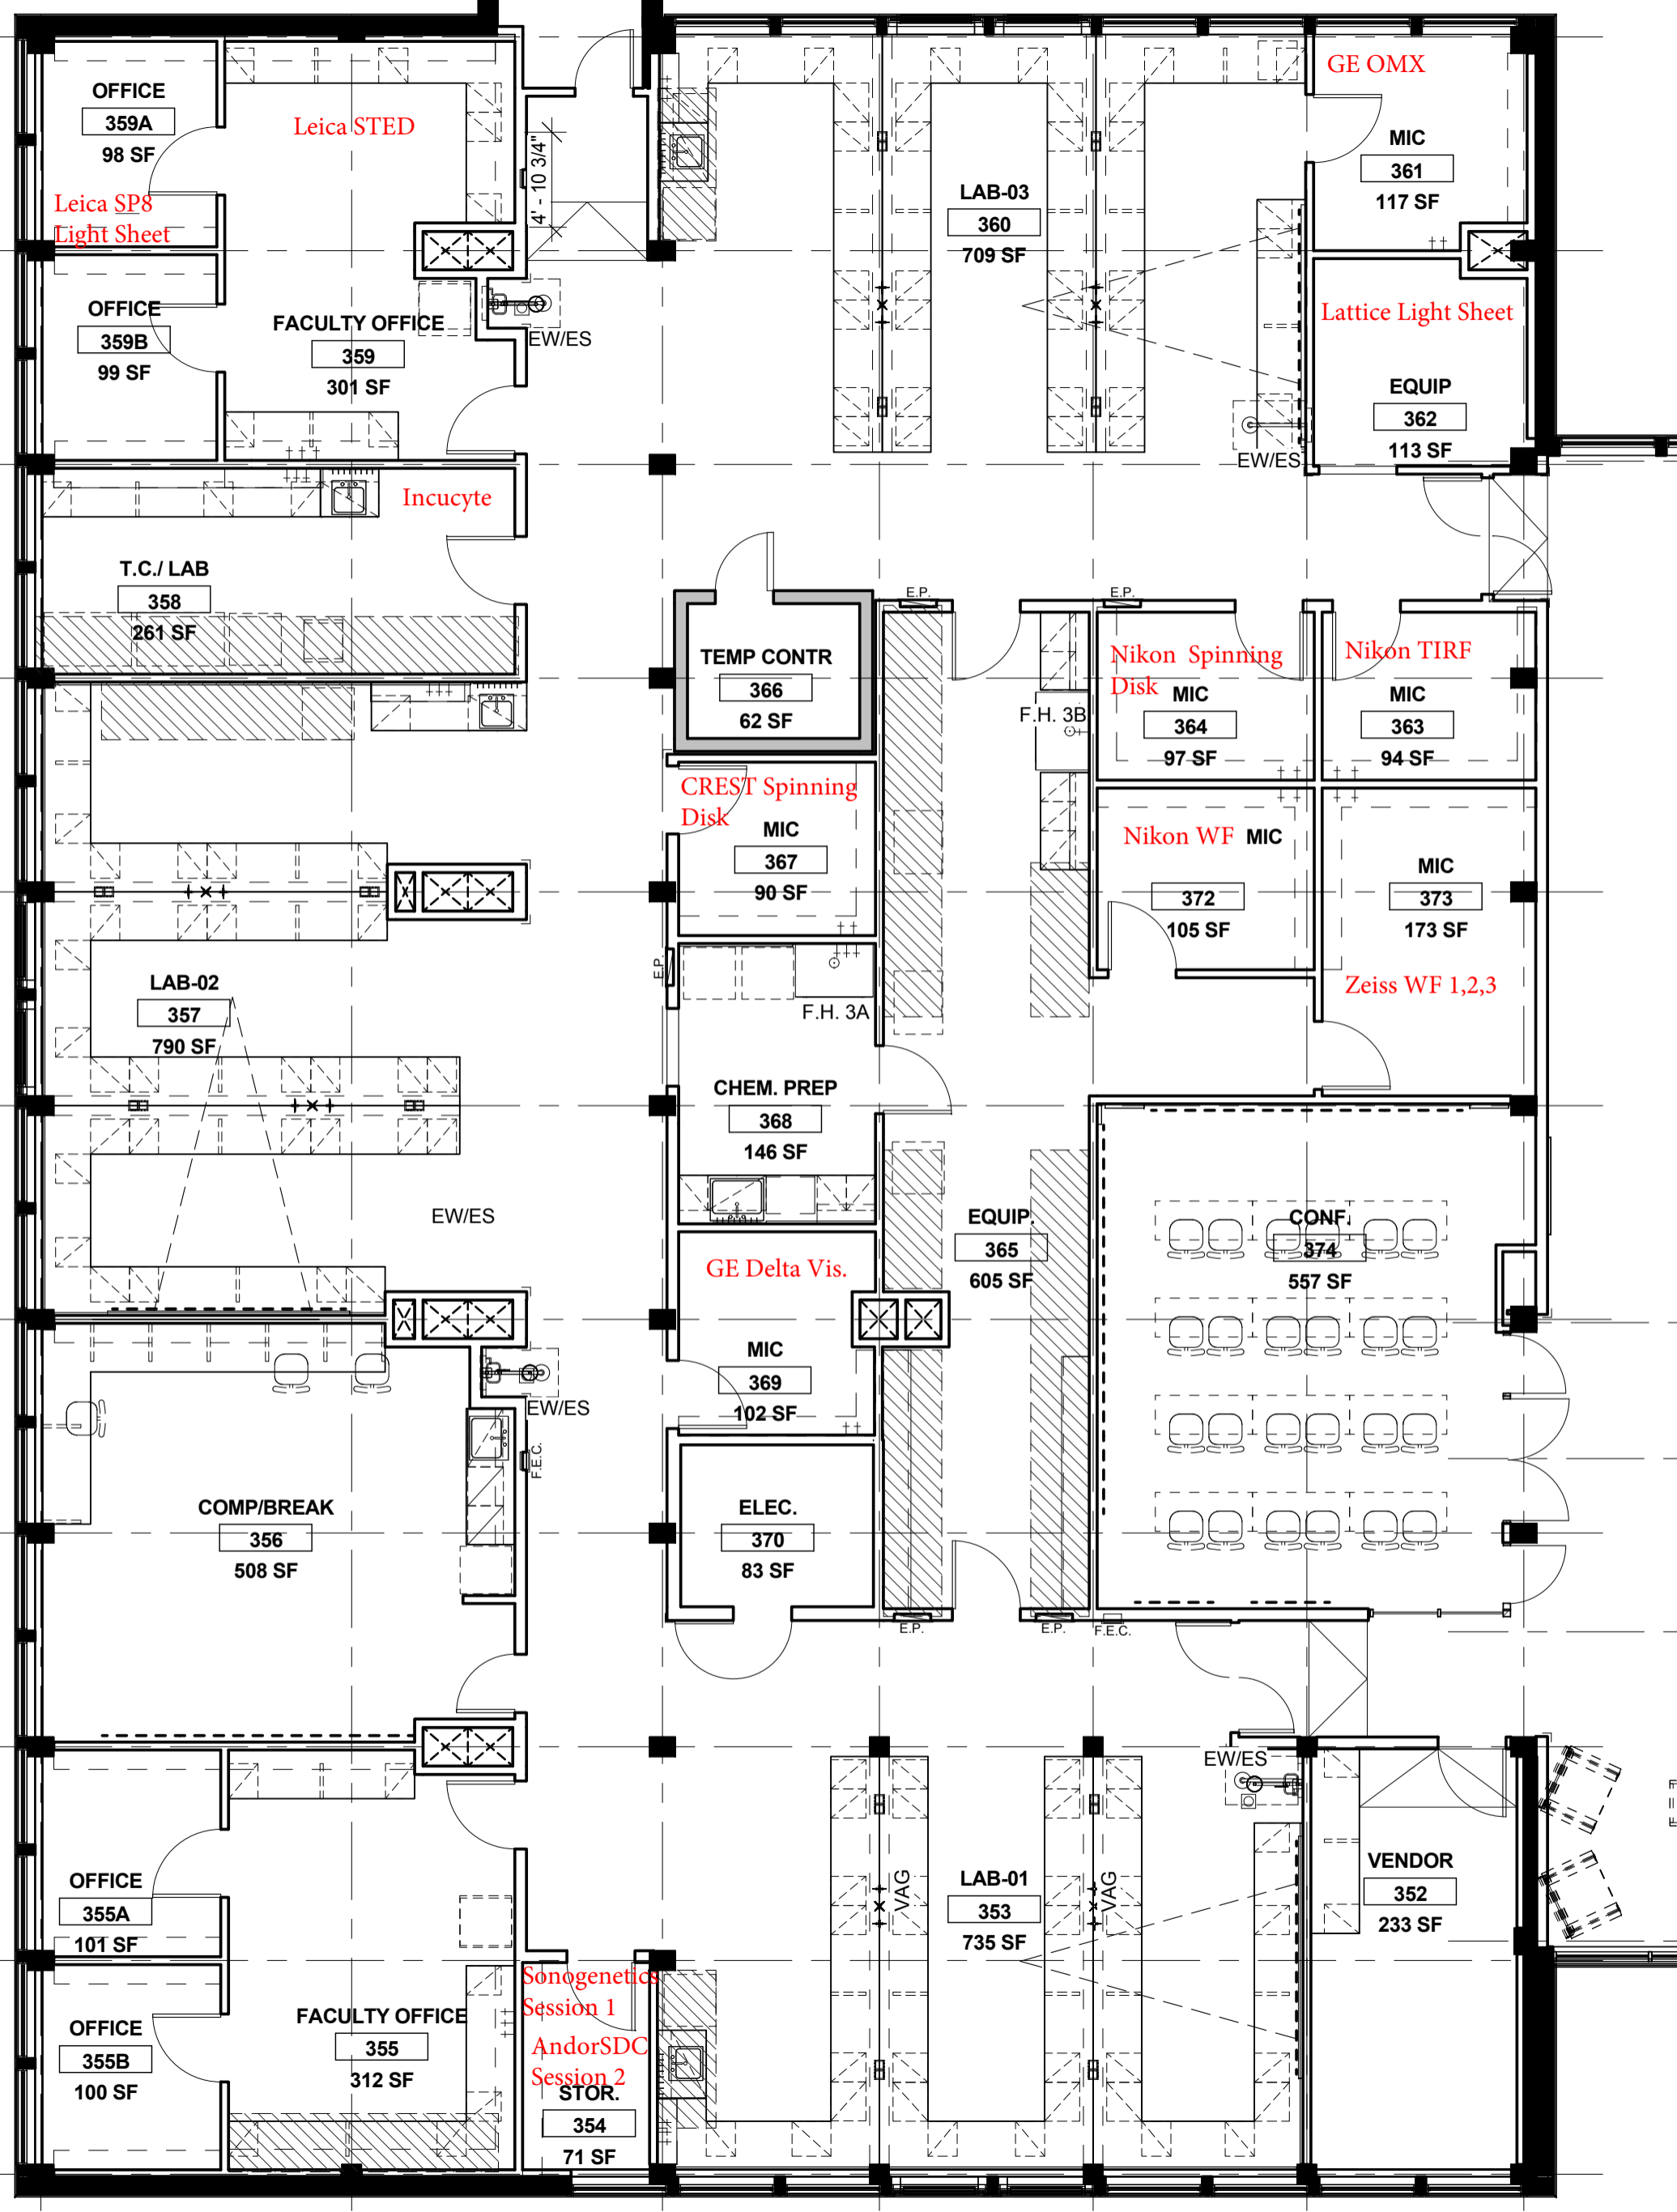 OFFICE
359A
98 SF
Leica SP8
Light Sheet
Leica STED
4' - 10 3/4"
OFFICE
359B
99 SF
FACULTY OFFICE
359
301 SF
EW/ES
LAB-03
360
709 SF
EW/ES
GE OMX
MIC
361
117 SF
Lattice Light Sheet
EQUIP
362
113 SF
Incucyte
T.C./ LAB
358
261 SF
TEMP CONTR
366
62 SF
E.P.
E.P.
F.H. 3B
Nikon Spinning
Disk
MIC
364
97 SF
Nikon TIRF
MIC
363
94 SF
CREST Spinning
Disk
MIC
367
90 SF
Nikon WF MIC
372
105 SF
MIC
373
173 SF
Zeiss WF 1,2,3
LAB-02
357
790 SF
EW/ES
E.P.
F.H. 3A
CHEM. PREP
368
146 SF
EQUIP.
365
605 SF
CONF.
374
557 SF
GE Delta Vis.
MIC
369
102 SF
EW/ES
F.E.C.
COMP/BREAK
356
508 SF
ELEC.
370
83 SF
E.P.
E.P.
F.E.C.
EW/ES
OFFICE
355A
101 SF
OFFICE
355B
100 SF
FACULTY OFFICE
355
312 SF
Sonogenetics
Session 1
AndorSDC
Session 2
STOR.
354
71 SF
VAG
LAB-01
353
735 SF
VAG
VENDOR
352
233 SF